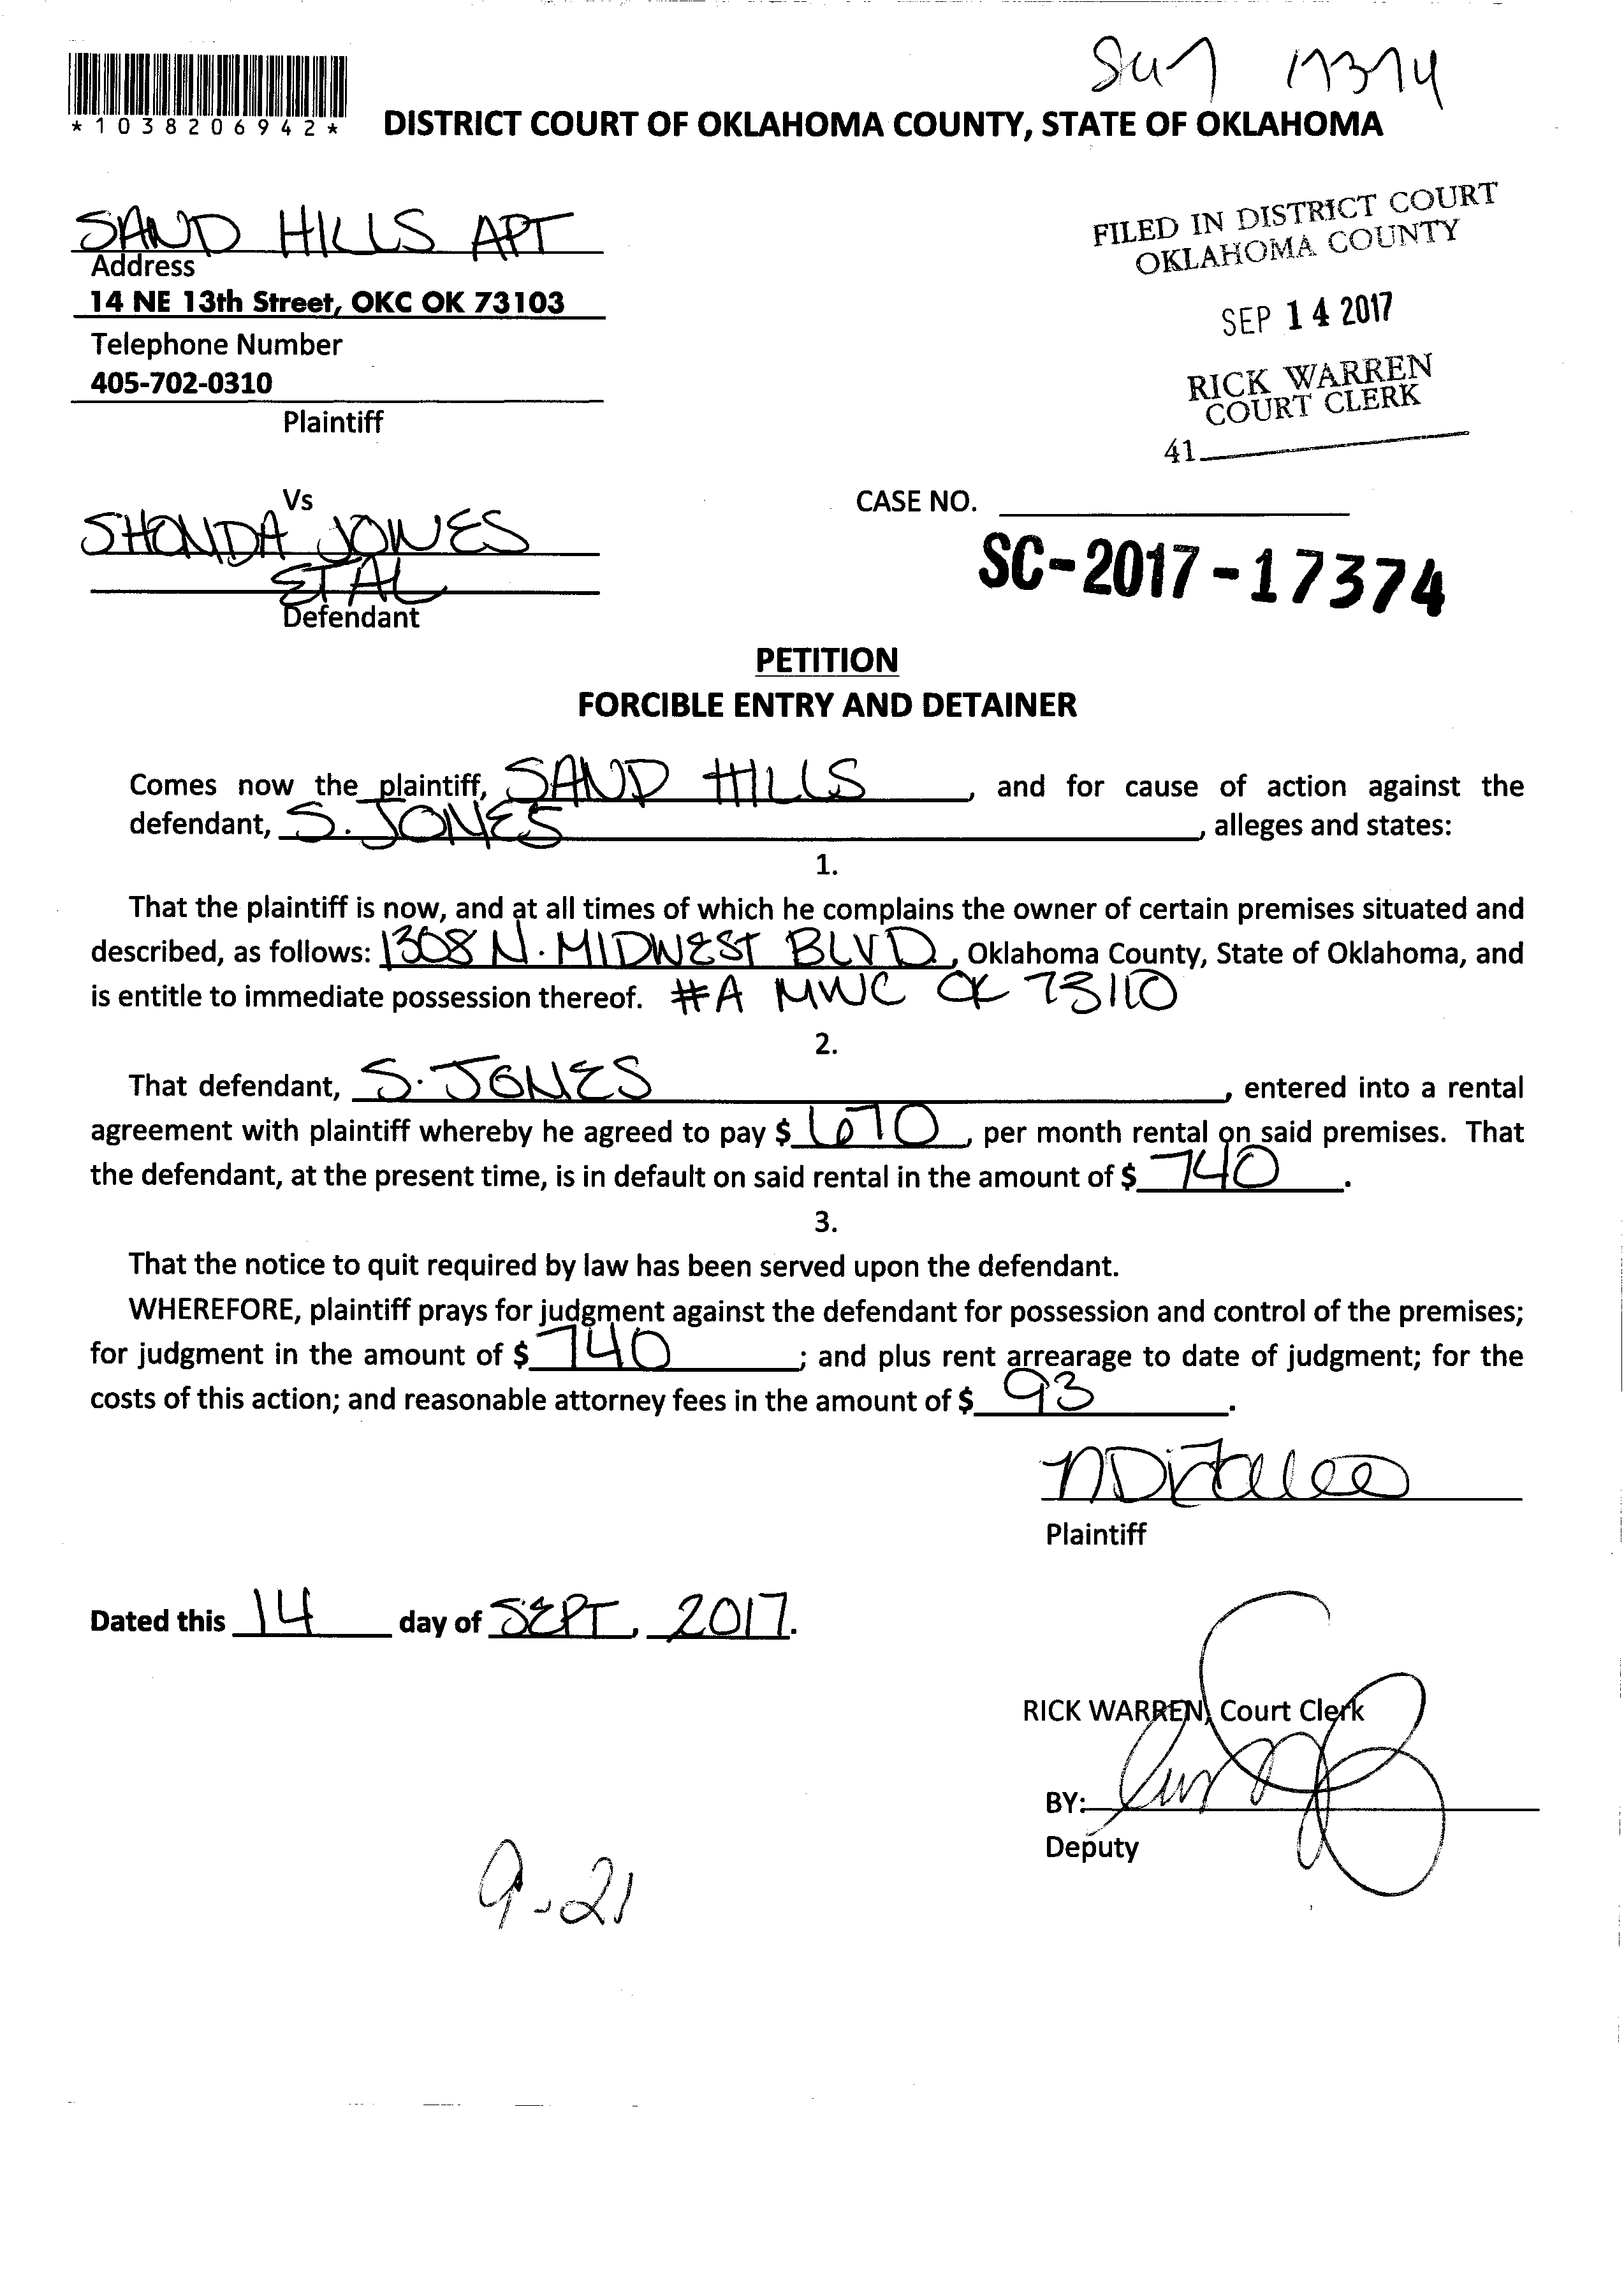 17374
*1038206942*
DISTRICT COURT OF OKLAHOMA COUNTY, STATE OF OKLAHOMA
SAND HILLS APT
Address
14 NE 13th Street, OKC OK 73103
Telephone Number
405-702-0310
Plaintiff
FILED IN DISTRICT COURT
OKLAHOMA COUNTY
SEP 14 2017
RICK WARREN
COURT CLERK
41
Vs
SHONDA JONES
ET AL
Defendant
CASE NO.
SC-2017-17374
PETITION
FORCIBLE ENTRY AND DETAINER
Comes now the plaintiff, SAND HILLS, and for cause of action against the
defendant, S. JONES, alleges and states:
1.
That the plaintiff is now, and at all times of which he complains the owner of certain premises situated and
described, as follows: 1308 N. MIDWEST BLVD, Oklahoma County, State of Oklahoma, and
is entitle to immediate possession thereof. #A MWC OK 73110
2.
That defendant, S. JONES, entered into a rental
agreement with plaintiff whereby he agreed to pay $ 670, per month rental on said premises. That
the defendant, at the present time, is in default on said rental in the amount of $ 740.
3.
That the notice to quit required by law has been served upon the defendant.
WHEREFORE, plaintiff prays for judgment against the defendant for possession and control of the premises;
for judgment in the amount of $ 740; and plus rent arrearage to date of judgment; for the
costs of this action; and reasonable attorney fees in the amount of $ 93.
Plaintiff
Dated this 14 day of SEPT, 2017.
RICK WARREN, Court Clerk
BY:
Deputy
9-21